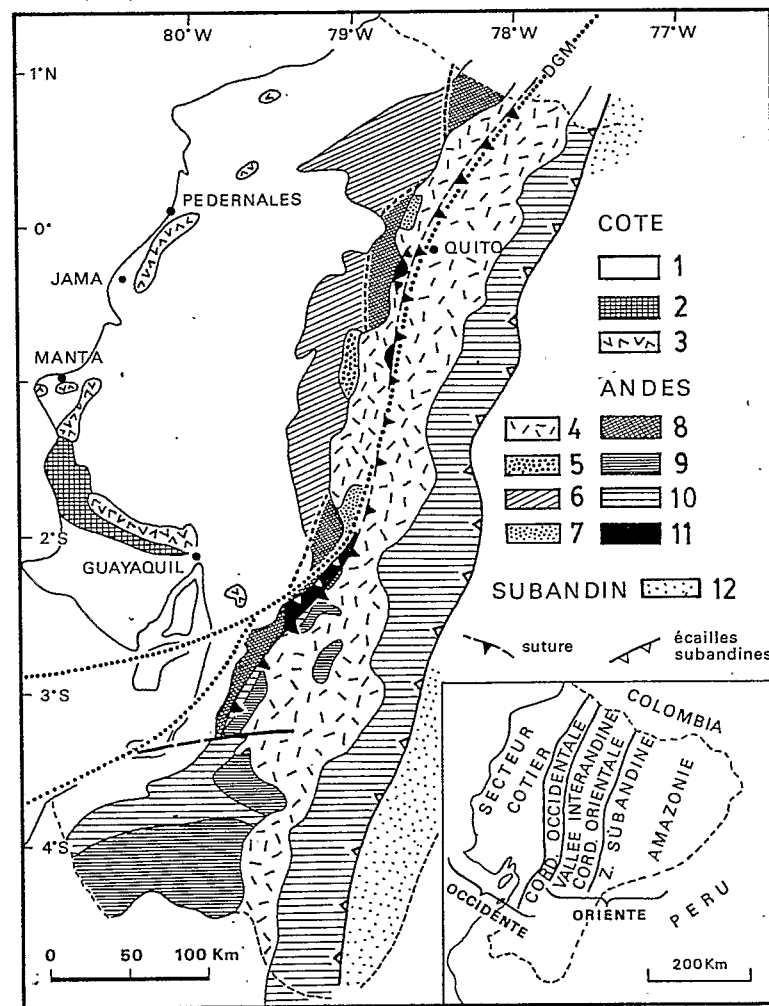 80°W 79°W 78°W 77°W
1°N
DGM
PEDERNALES
0°
QUITO
JAMA
MANTA
2°S
GUAYAQUIL
3°S
4°S
COTE
1
2
3
ANDES
4 8
5 9
6 10
7 11
SUBANDIN 12
suture
écailles
subandines
0 50 100 Km
COLOMBIA
SECTEUR
COTIER
CORD. OCCIDENTALE
VALLEE INTERANDINE
CORD. ORIENTALE
Z. SUBANDINE
AMAZONIE
OCCIDENTE
ORIENTE
PERU
200Km